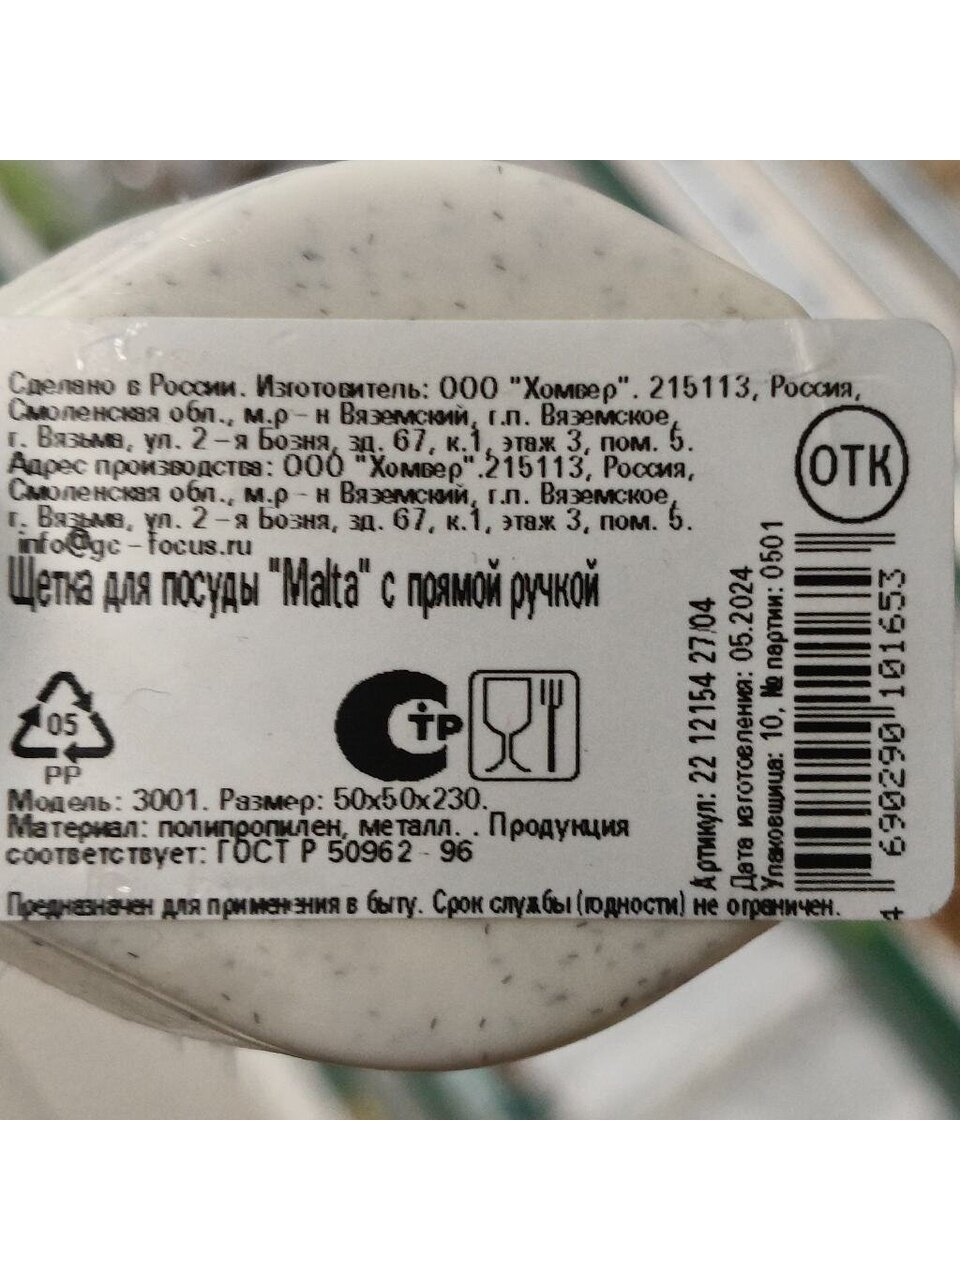 Сделано в России. Изготовитель: ООО "Хомвер". 215113, Россия,
Смоленская обл., м.р - н Вяземский, г.п. Вяземское,
г. Вязьма, ул. 2 - я Бозня, зд. 67, к.1, этаж 3, пом. 5.
Адрес производства: ООО "Хомвер".215113, Россия,
Смоленская обл., м.р - н Вяземский, г.п. Вяземское,
г. Вязьма, ул. 2 - я Бозня, зд. 67, к.1, этаж 3, пом. 5.
info@gc - focus.ru
Щетка для посуды "Malta" с прямой ручкой
ОТК
05
PP
СТР
Модель: 3001. Размер: 50x50x230.
Материал: полипропилен, металл. . Продукция
соответствует: ГОСТ Р 50962 - 96
Предназначен для применения в быту. Срок службы (годности) не ограничен.
Артикул: 22 12154 27/04
Дата изготовления: 05.2024
Упаковщица: 10, № партии: 0501
4 690290 101653